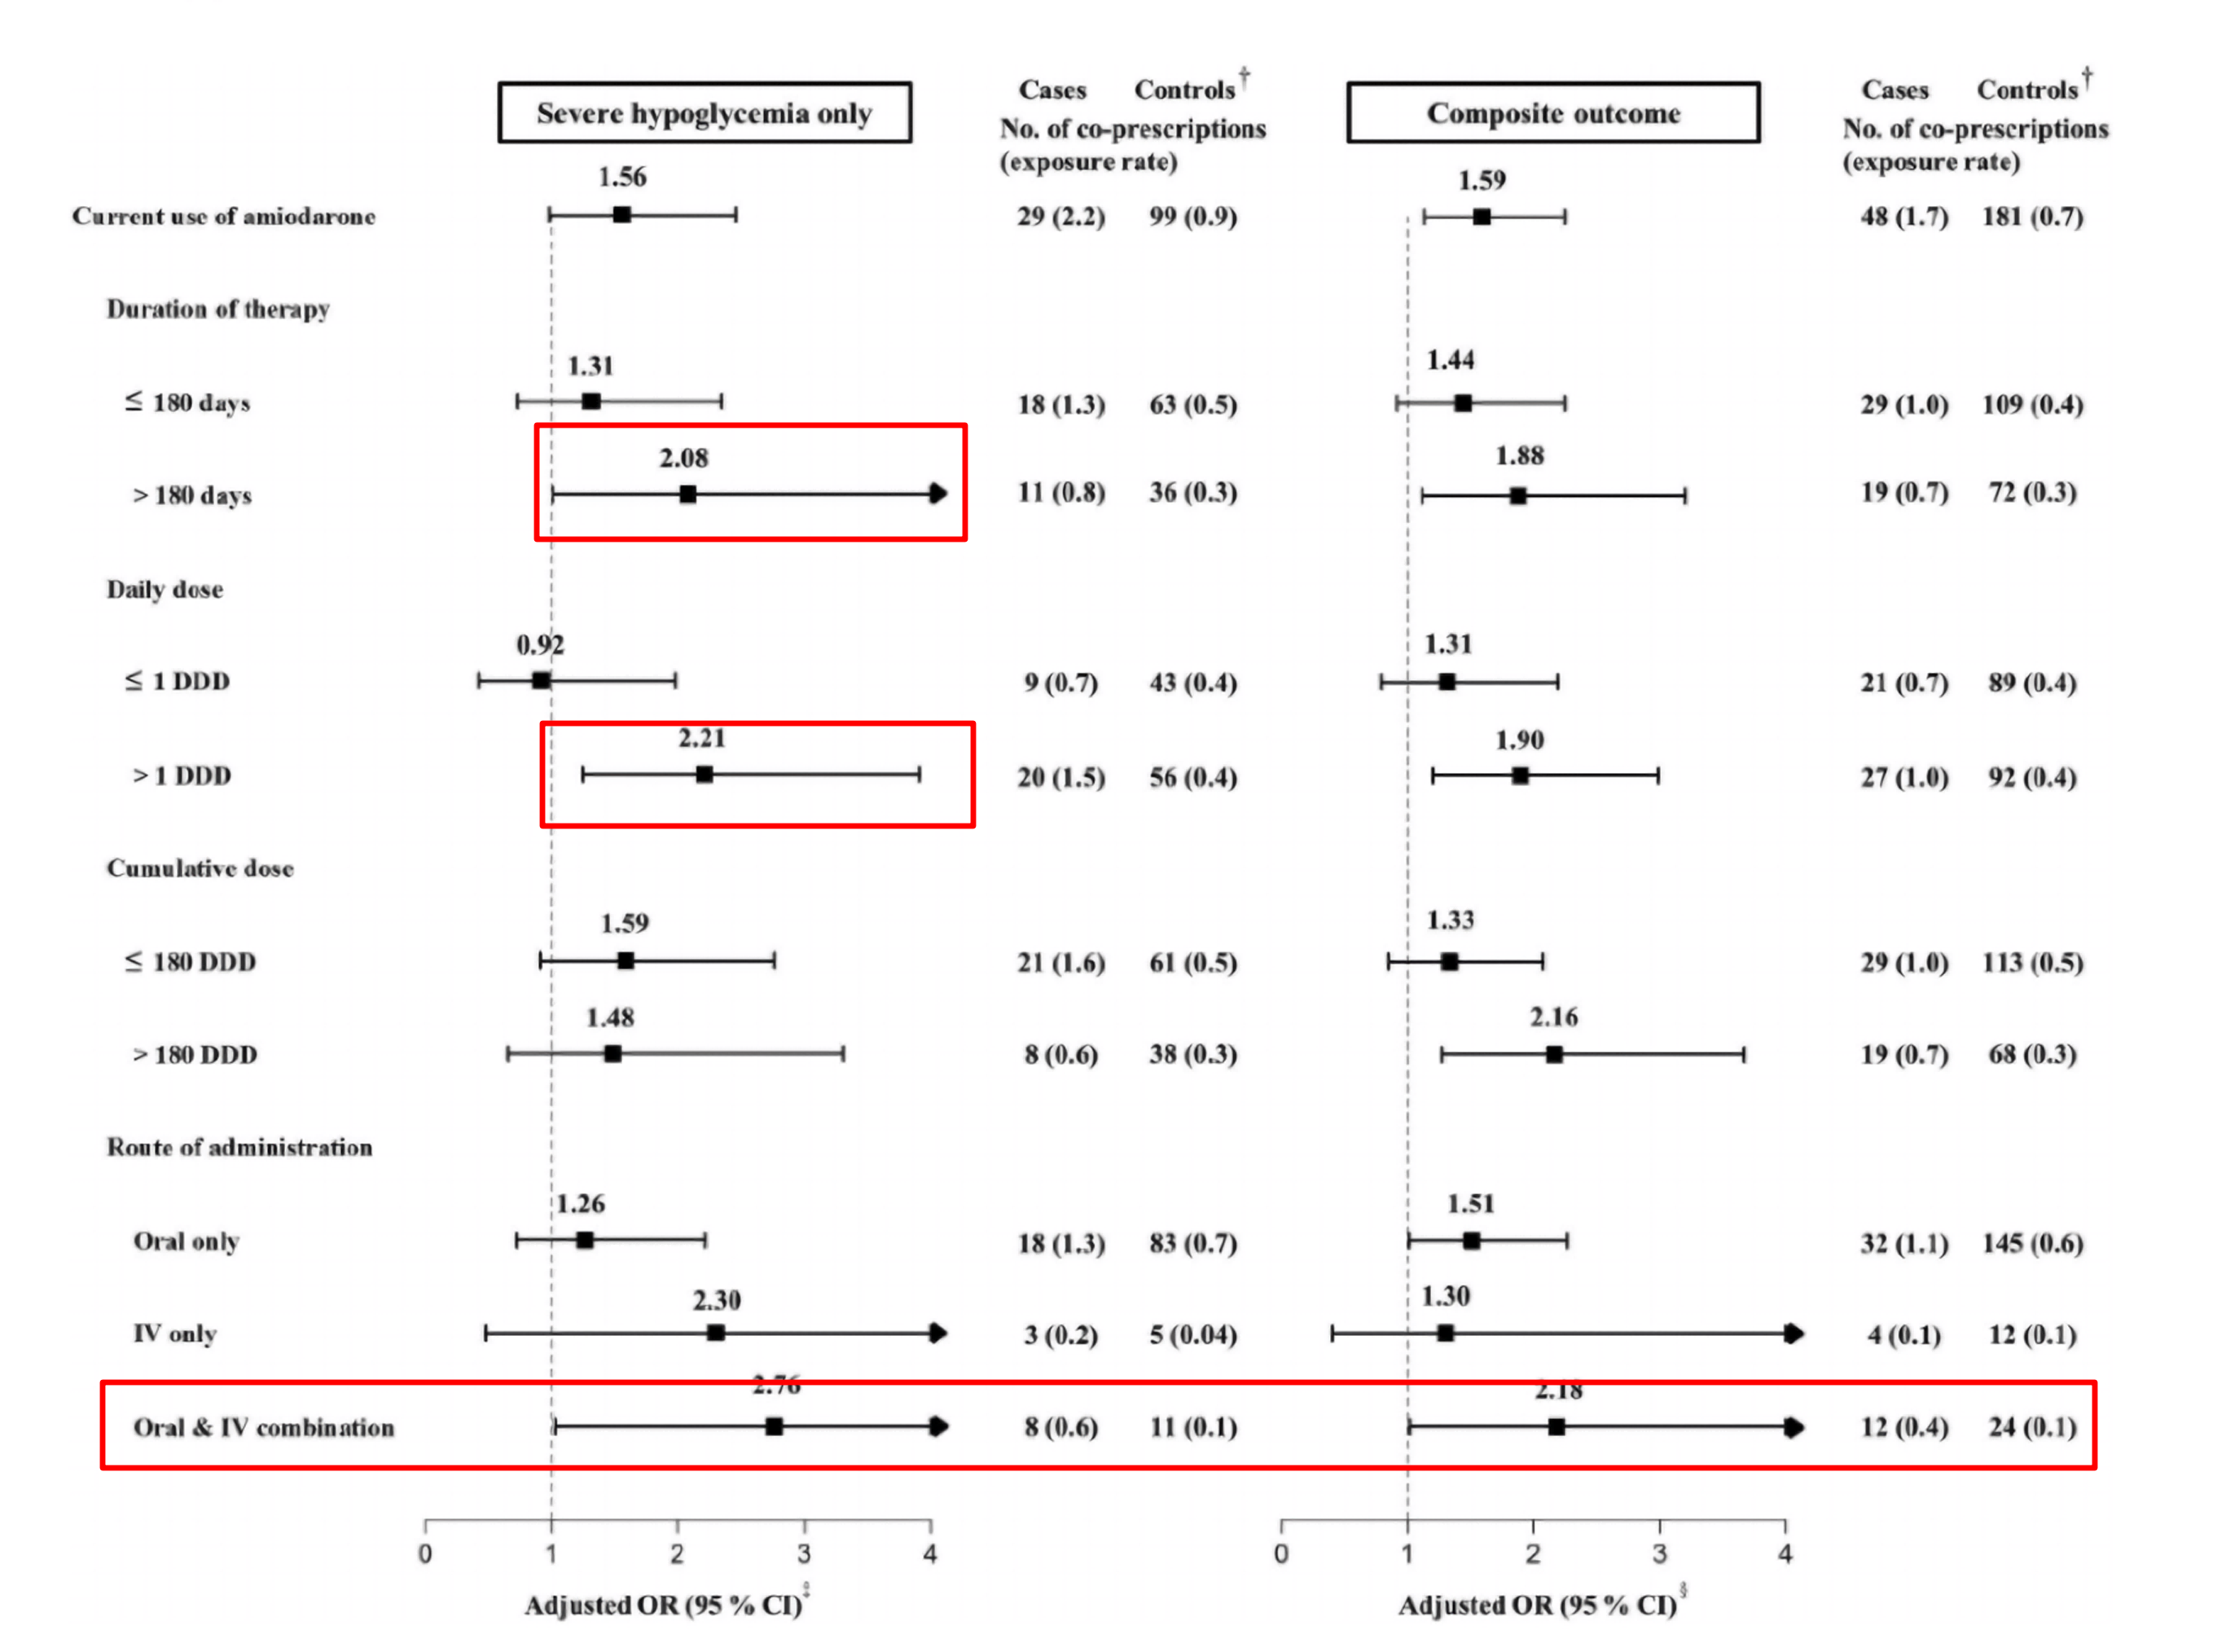 Severe hypoglycemia only
Cases Controls†
No. of co-prescriptions
(exposure rate)
Composite outcome
Cases Controls†
No. of co-prescriptions
(exposure rate)
1.56 1.59
Current use of amiodarone 29 (2.2) 99 (0.9) 48 (1.7) 181 (0.7)
Duration of therapy
1.31 1.44
≤ 180 days 18 (1.3) 63 (0.5) 29 (1.0) 109 (0.4)
2.08 1.88
> 180 days 11 (0.8) 36 (0.3) 19 (0.7) 72 (0.3)
Daily dose
0.92 1.31
≤ 1 DDD 9 (0.7) 43 (0.4) 21 (0.7) 89 (0.4)
2.21 1.90
> 1 DDD 20 (1.5) 56 (0.4) 27 (1.0) 92 (0.4)
Cumulative dose
1.59 1.33
≤ 180 DDD 21 (1.6) 61 (0.5) 29 (1.0) 113 (0.5)
1.48 2.16
> 180 DDD 8 (0.6) 38 (0.3) 19 (0.7) 68 (0.3)
Route of administration
1.26 1.51
Oral only 18 (1.3) 83 (0.7) 32 (1.1) 145 (0.6)
2.30 1.30
IV only 3 (0.2) 5 (0.04) 4 (0.1) 12 (0.1)
2.76 2.18
Oral & IV combination 8 (0.6) 11 (0.1) 12 (0.4) 24 (0.1)
0 1 2 3 4 0 1 2 3 4
Adjusted OR (95 % CI)‡ Adjusted OR (95 % CI)§